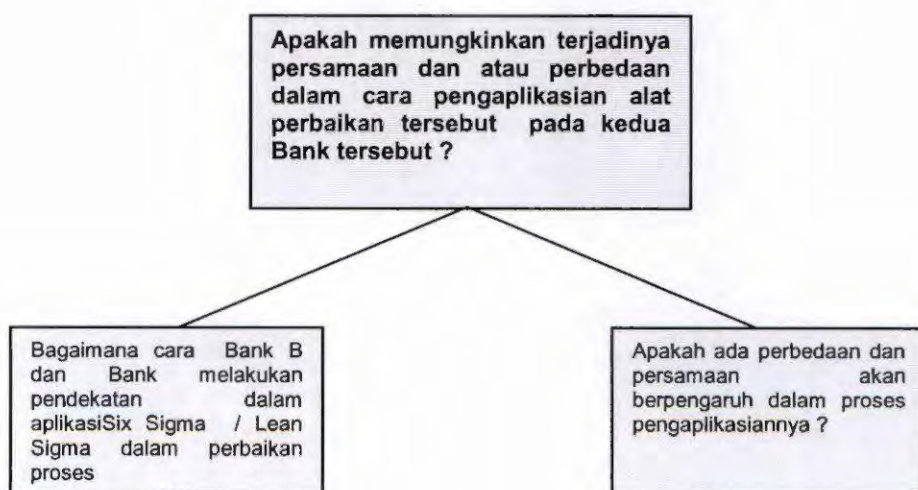 Apakah memungkinkan terjadinya
persamaan dan atau perbedaan
dalam cara pengaplikasian alat
perbaikan tersebut pada kedua
Bank tersebut ?
Bagaimana cara Bank B
dan Bank melakukan
pendekatan dalam
aplikasiSix Sigma / Lean
Sigma dalam perbaikan
proses
Apakah ada perbedaan dan
persamaan akan
berpengaruh dalam proses
pengaplikasiannya ?